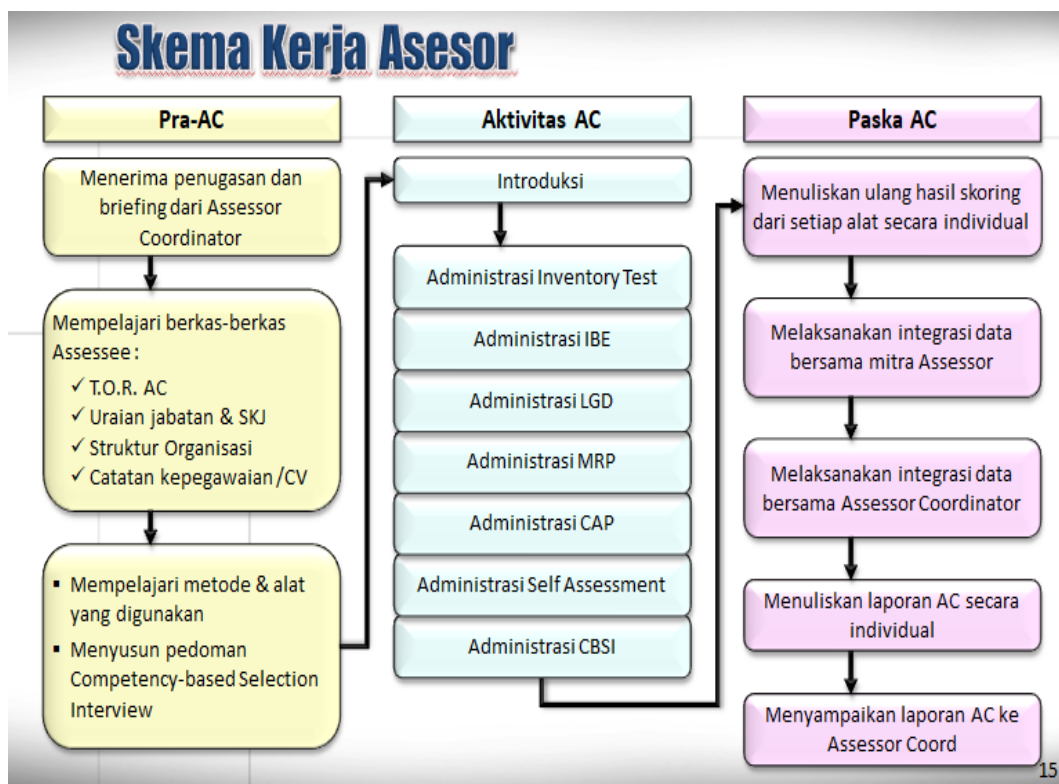 Skema Kerja Asesor
Pra-AC
Menerima penugasan dan
briefing dari Assessor
Coordinator
Mempelajari berkas-berkas
Assessee :
✓ T.O.R. AC
✓ Uraian jabatan & SKJ
✓ Struktur Organisasi
✓ Catatan kepegawaian /CV
▪ Mempelajari metode & alat
yang digunakan
▪ Menyusun pedoman
Competency-based Selection
Interview
Aktivitas AC
Introduksi
Administrasi Inventory Test
Administrasi IBE
Administrasi LGD
Administrasi MRP
Administrasi CAP
Administrasi Self Assessment
Administrasi CBSI
Paska AC
Menuliskan ulang hasil skoring
dari setiap alat secara individual
Melaksanakan integrasi data
bersama mitra Assessor
Melaksanakan integrasi data
bersama Assessor Coordinator
Menuliskan laporan AC secara
individual
Menyampaikan laporan AC ke
Assessor Coord
15